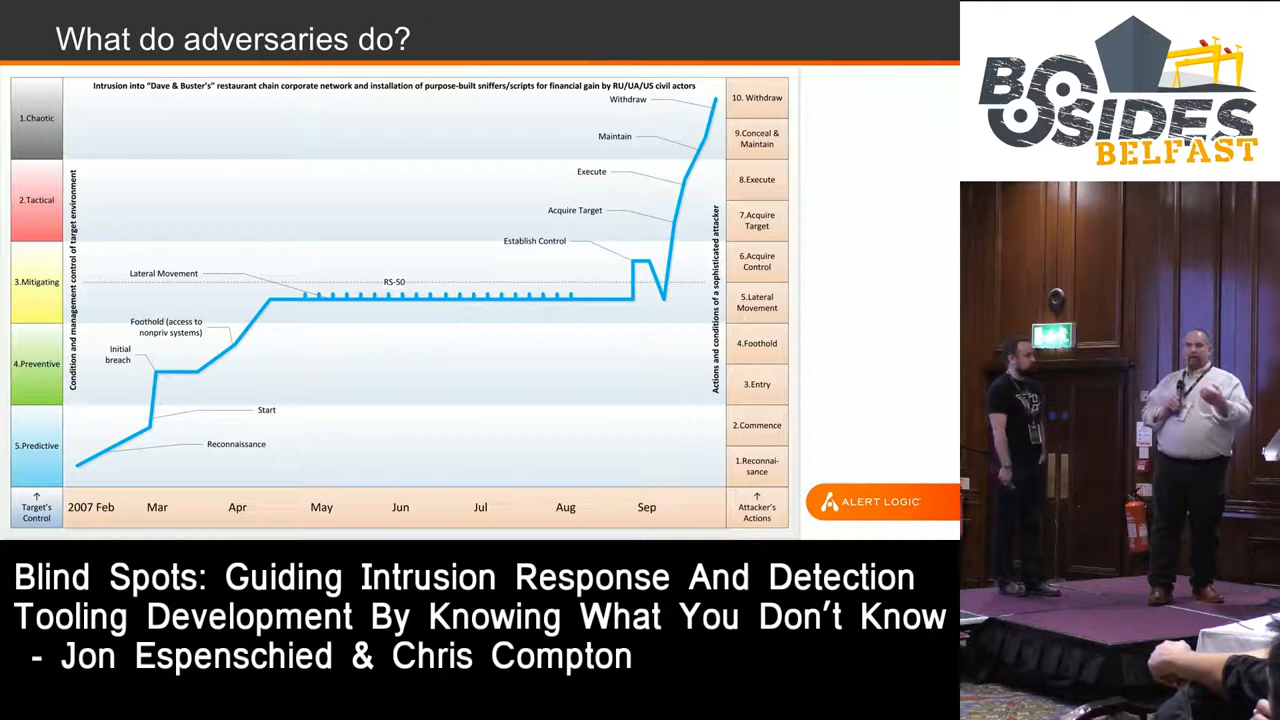 What do adversaries do?
Intrusion into "Dave & Buster's" restaurant chain corporate network and installation of purpose-built sniffers/scripts for financial gain by RU/UA/US civil actors
1.Chaotic
2.Tactical
3.Mitigating
4.Preventive
5.Predictive
↑
Target's
Control
Condition and management control of target environment
Withdraw
Maintain
Execute
Acquire Target
Establish Control
Lateral Movement
RS-50
Foothold (access to
nonpriv systems)
Initial
breach
Start
Reconnaissance
Actions and conditions of a sophisticated attacker
10. Withdraw
9.Conceal &
Maintain
8.Execute
7.Acquire
Target
6.Acquire
Control
5.Lateral
Movement
4.Foothold
3.Entry
2.Commence
1.Reconnai-
sance
↑
Attacker's
Actions
2007 Feb Mar Apr May Jun Jul Aug Sep
ALERT LOGIC
BSIDES
BELFAST
Blind Spots: Guiding Intrusion Response And Detection
Tooling Development By Knowing What You Don't Know
- Jon Espenschied & Chris Compton